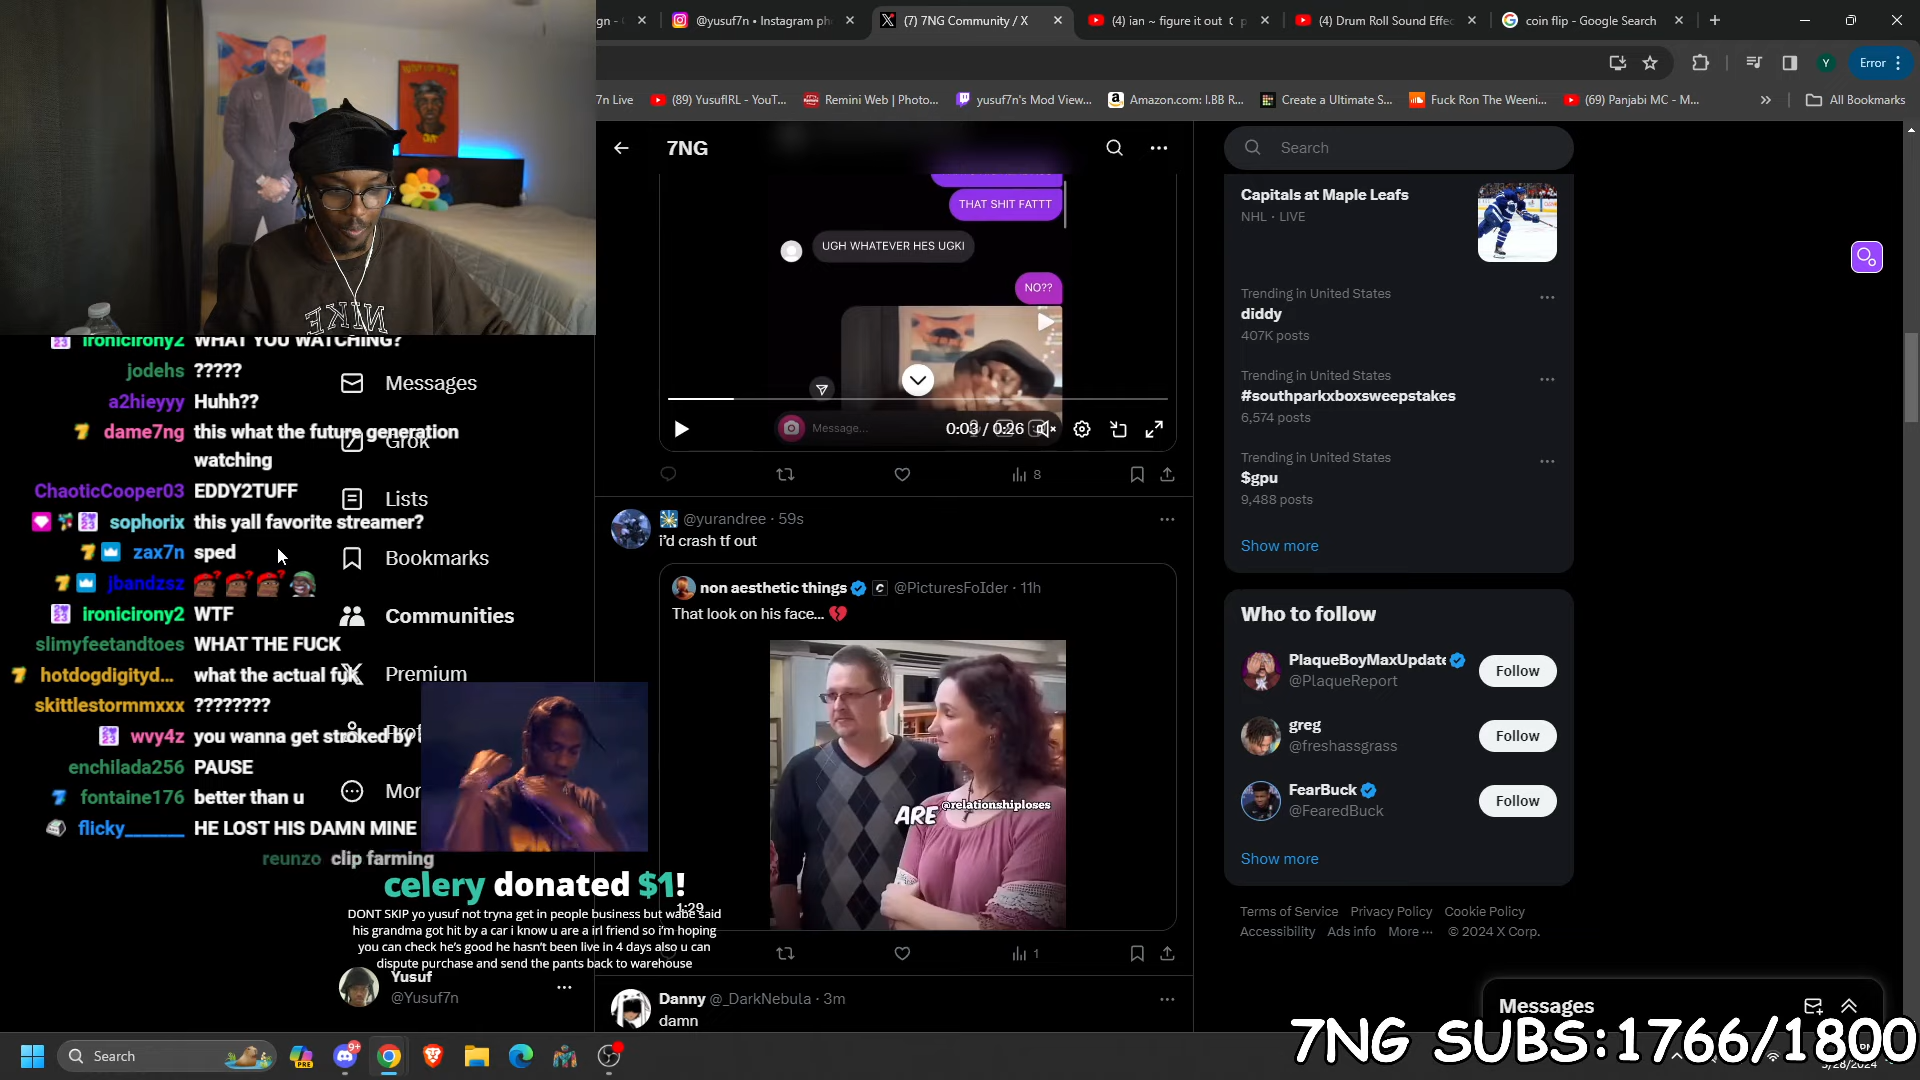 gn -
@yusuf7n • Instagram ph
(7) 7NG Community / X
(4) ian ~ figure it out
(4) Drum Roll Sound Effec
coin flip - Google Search
Error
7n Live
(89) YusufIRL - YouT...
Remini Web | Photo...
yusuf7n's Mod View...
Amazon.com: I.BB R...
Create a Ultimate S...
Fuck Ron The Weeni...
(69) Panjabi MC - M...
All Bookmarks
NIKE
ironicirony2 WHAT YOU WATCHING?
jodehs ?????
a2hieyyy Huhh??
dame7ng this what the future generation
watching
ChaoticCooper03 EDDY2TUFF
sophorix this yall favorite streamer?
zax7n sped
jbandzsz
ironicirony2 WTF
slimyfeetandtoes WHAT THE FUCK
hotdogdigityd... what the actual fuk
skittlestormmxxx ????????
wvy4z you wanna get stroked by
enchilada256 PAUSE
fontaine176 better than u
flicky_______ HE LOST HIS DAMN MINE
reunzo clip farming
Messages
Grok
Lists
Bookmarks
Communities
Premium
Prof
Mor
celery donated $1!
DONT SKIP yo yusuf not tryna get in people business but wabe said
his grandma got hit by a car i know u are a irl friend so i'm hoping
you can check he's good he hasn't been live in 4 days also u can
dispute purchase and send the pants back to warehouse
Yusuf
@Yusuf7n
7NG
THAT SHIT FATTT
UGH WHATEVER HES UGKI
NO??
Message...
0:03 / 0:26
8
@yurandree · 59s
i'd crash tf out
non aesthetic things @PicturesFoIder · 11h
That look on his face...
ARE
@relationshiploses
1:29
1
Danny @_DarkNebula · 3m
damn
Search
Capitals at Maple Leafs
NHL · LIVE
Trending in United States
diddy
407K posts
Trending in United States
#southparkxboxsweepstakes
6,574 posts
Trending in United States
$gpu
9,488 posts
Show more
Who to follow
PlaqueBoyMaxUpdate
@PlaqueReport
Follow
greg
@freshassgrass
Follow
FearBuck
@FearedBuck
Follow
Show more
Terms of Service Privacy Policy Cookie Policy
Accessibility Ads info More ··· © 2024 X Corp.
Messages
7NG SUBS:1766/1800
Search
PRE
9+